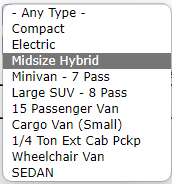 - Any Type -
Compact
Electric
Midsize Hybrid
Minivan - 7 Pass
Large SUV - 8 Pass
15 Passenger Van
Cargo Van (Small)
1/4 Ton Ext Cab Pckp
Wheelchair Van
SEDAN